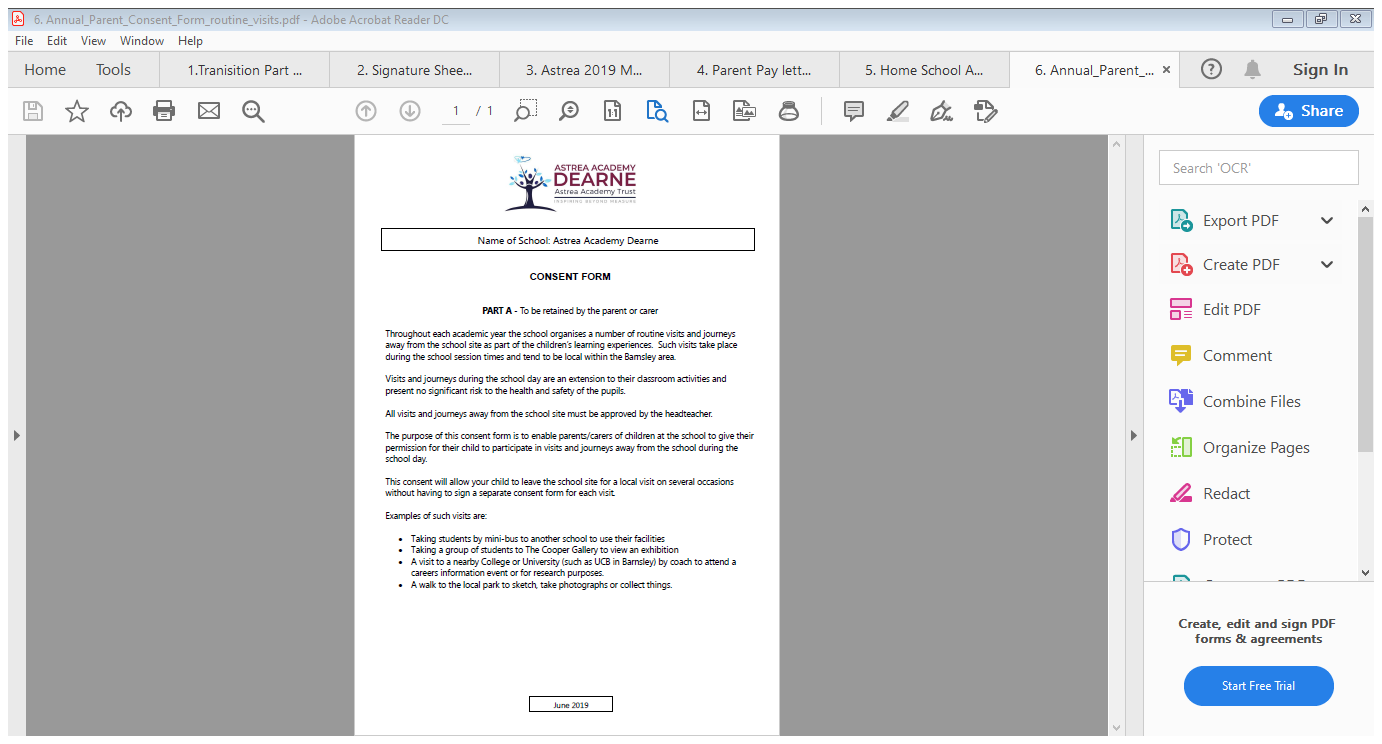 6. Annual_Parent_Consent_Form_routine_visits.pdf - Adobe Acrobat Reader DC
File Edit View Window Help
Home Tools 1.Tranisition Part ... 2. Signature Shee... 3. Astrea 2019 M... 4. Parent Pay lett... 5. Home School A... 6. Annual_Parent_... × Sign In
1 / 1
Share
ASTREA ACADEMY
DEARNE
Astrea Academy Trust
INSPIRING BEYOND MEASURE
Name of School: Astrea Academy Dearne
CONSENT FORM
PART A - To be retained by the parent or carer
Throughout each academic year the school organises a number of routine visits and journeys
away from the school site as part of the children's learning experiences. Such visits take place
during the school session times and tend to be local within the Barnsley area.
Visits and journeys during the school day are an extension to their classroom activities and
present no significant risk to the health and safety of the pupils.
All visits and journeys away from the school site must be approved by the headteacher.
The purpose of this consent form is to enable parents/carers of children at the school to give their
permission for their child to participate in visits and journeys away from the school during the
school day.
This consent will allow your child to leave the school site for a local visit on several occasions
without having to sign a separate consent form for each visit.
Examples of such visits are:
• Taking students by mini-bus to another school to use their facilities
• Taking a group of students to The Cooper Gallery to view an exhibition
• A visit to a nearby College or University (such as UCB in Barnsley) by coach to attend a
careers information event or for research purposes.
• A walk to the local park to sketch, take photographs or collect things.
June 2019
Search 'OCR'
Export PDF
Create PDF
Edit PDF
Comment
Combine Files
Organize Pages
Redact
Protect
Create, edit and sign PDF
forms & agreements
Start Free Trial